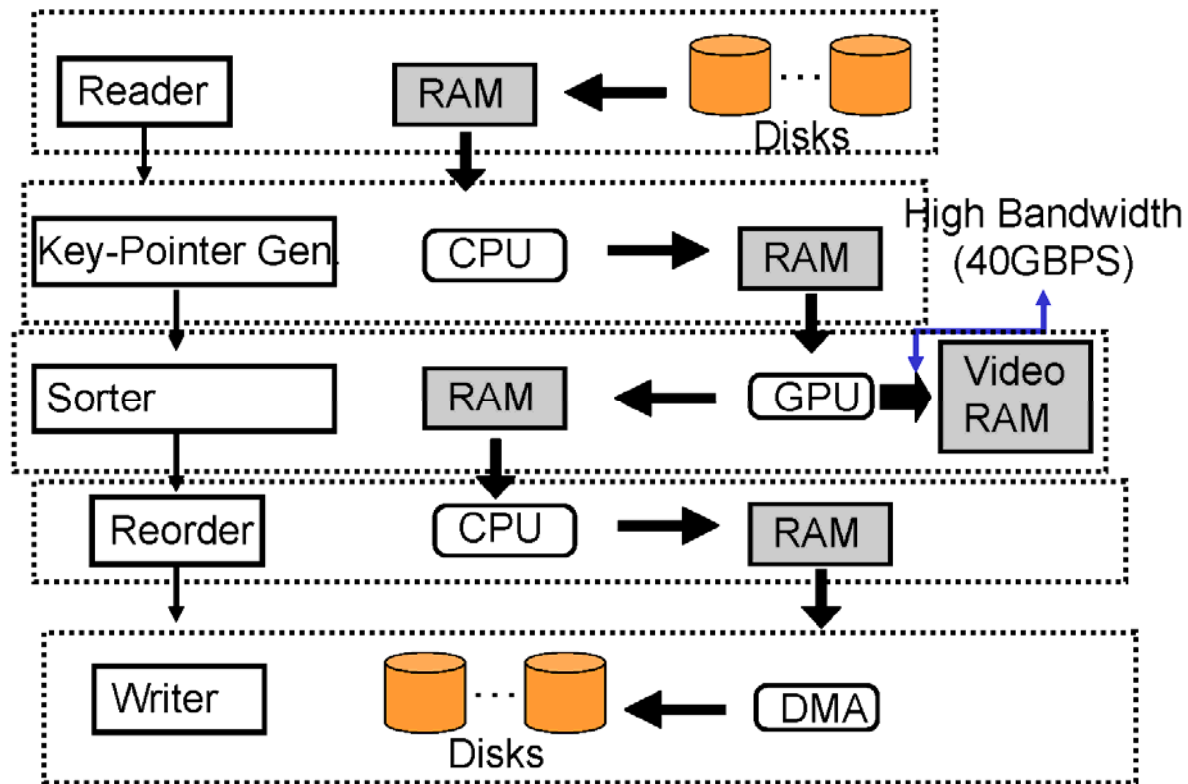 Reader
RAM
...
Disks
Key-Pointer Gen.
CPU
RAM
High Bandwidth
(40GBPS)
Sorter
RAM
GPU
Video
RAM
Reorder
CPU
RAM
Writer
...
Disks
DMA